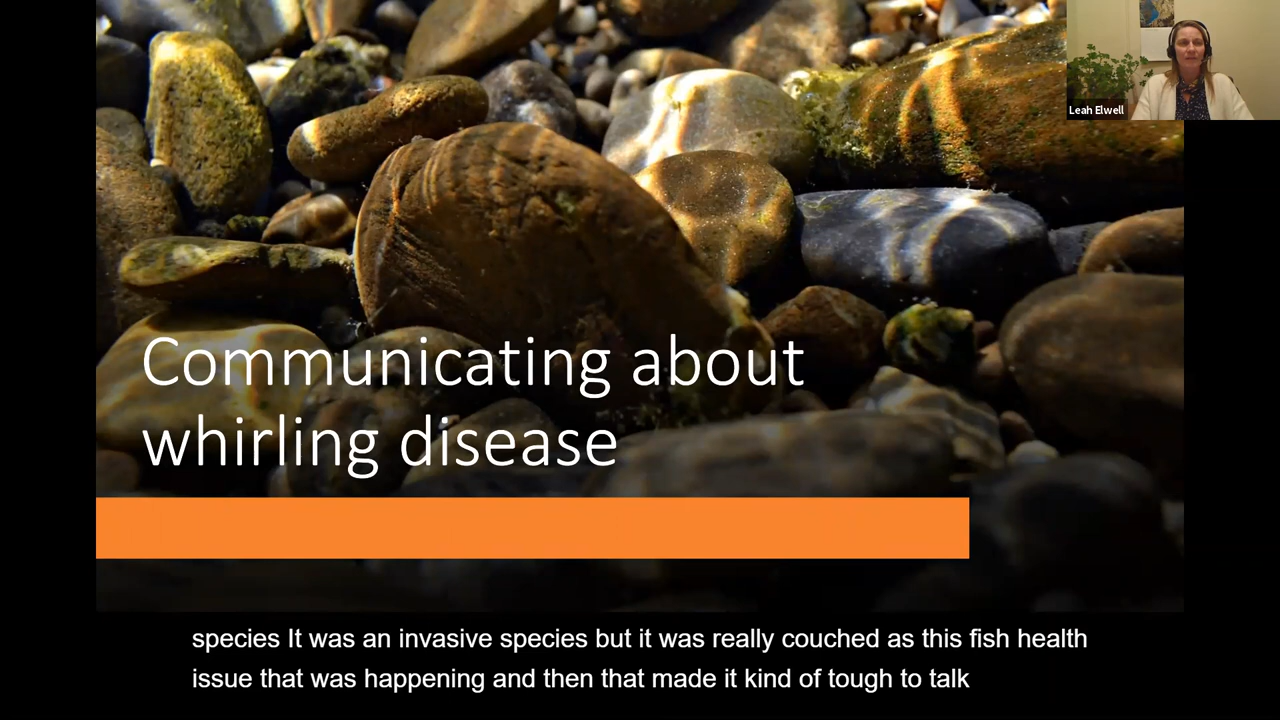 Leah Elwell
Communicating about
whirling disease
species It was an invasive species but it was really couched as this fish health
issue that was happening and then that made it kind of tough to talk